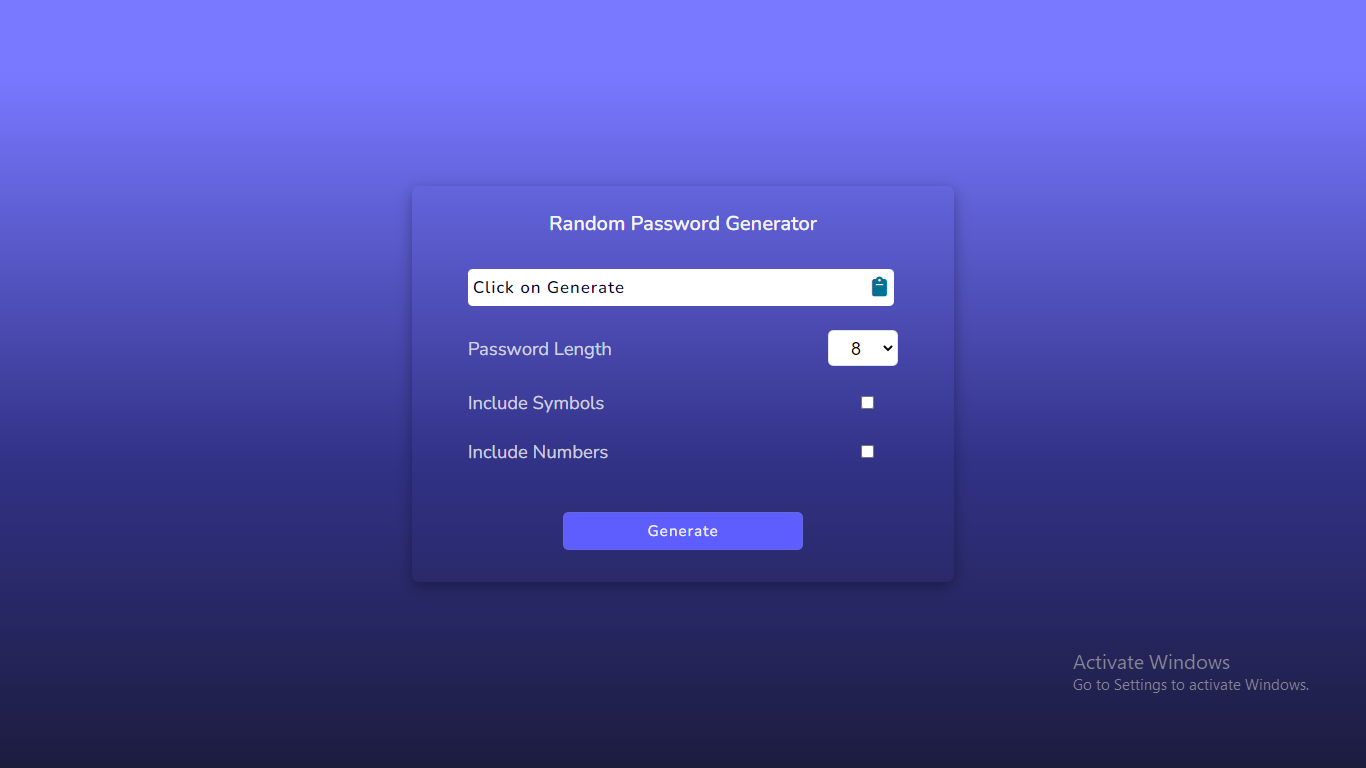 Random Password Generator
Click on Generate
Password Length 8
Include Symbols
Include Numbers
Generate
Activate Windows
Go to Settings to activate Windows.